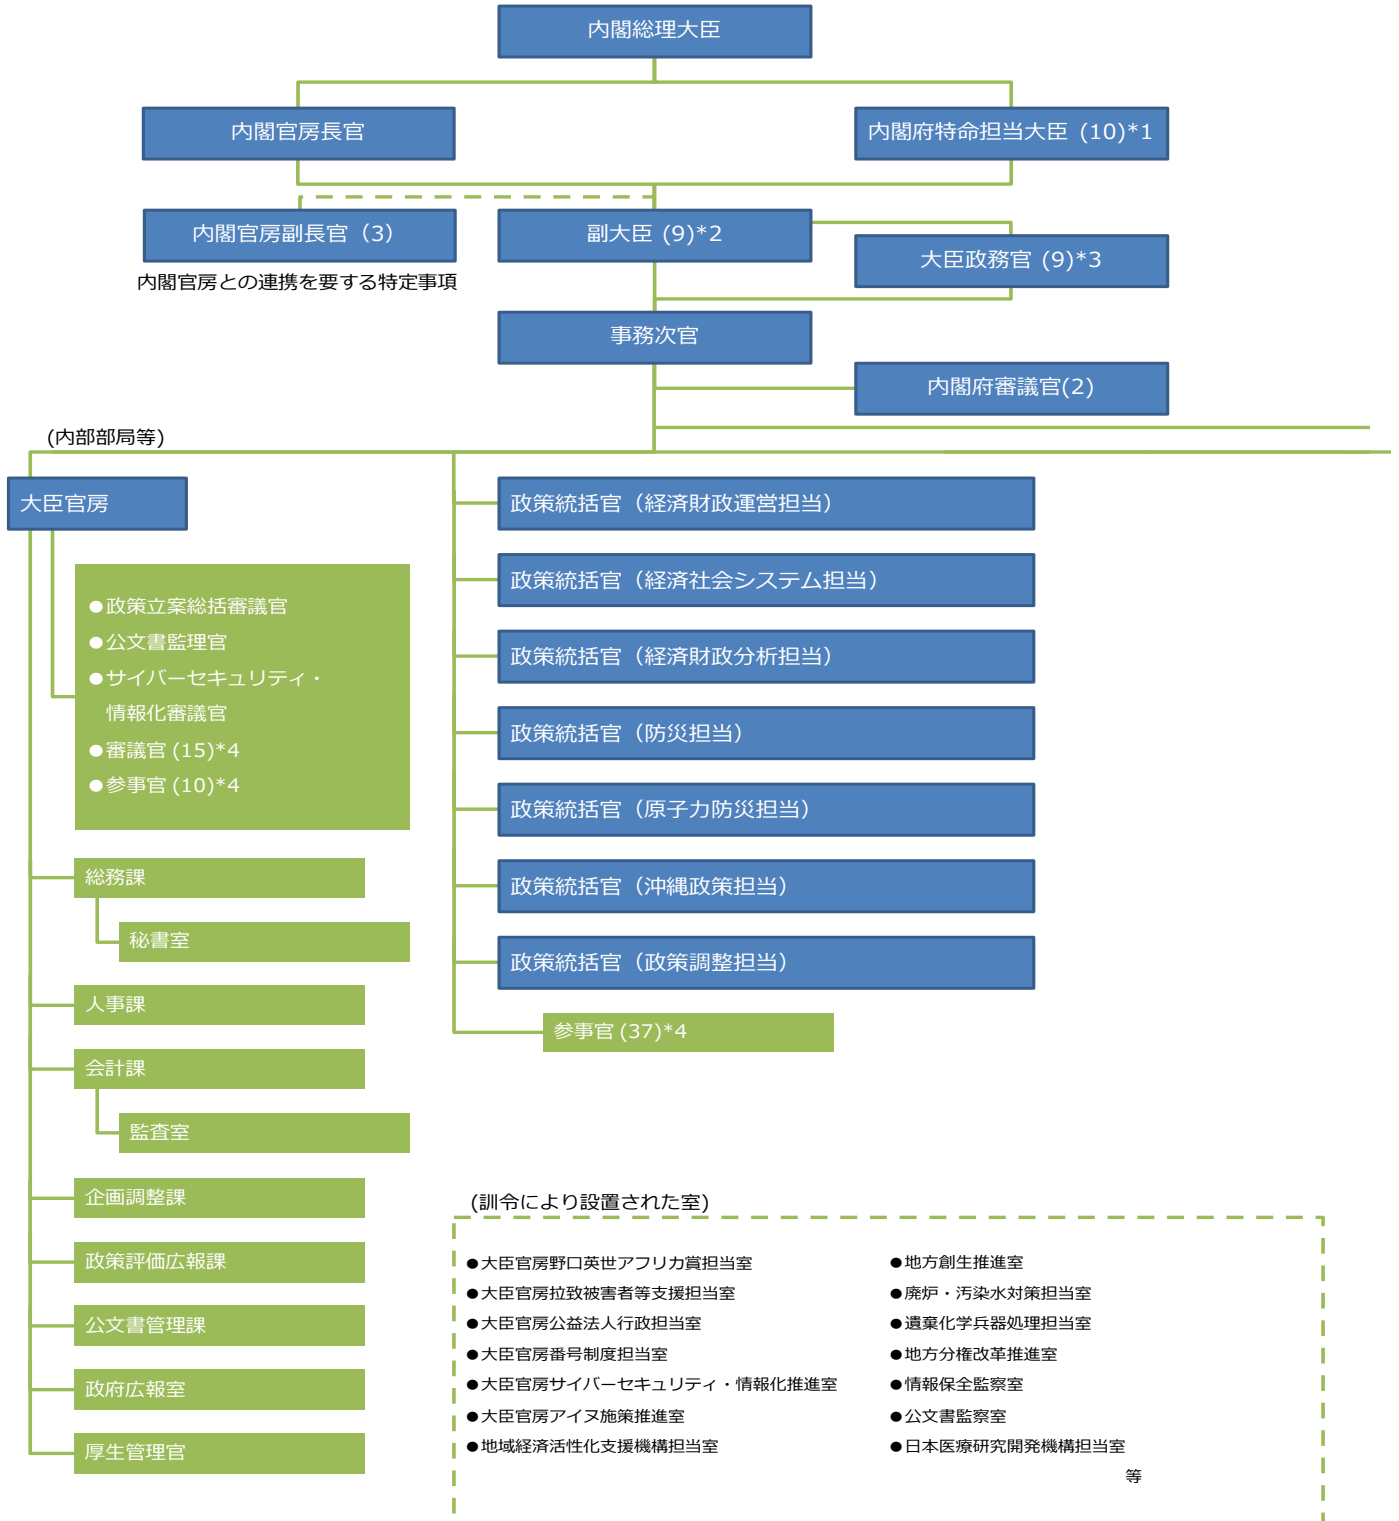 内閣総理大臣
内閣官房長官
内閣府特命担当大臣 (10)*1
内閣官房副長官（3）
内閣官房との連携を要する特定事項
副大臣 (9)*2
大臣政務官 (9)*3
事務次官
内閣府審議官(2)
(内部部局等)
大臣官房
●政策立案総括審議官
●公文書監理官
●サイバーセキュリティ・
情報化審議官
●審議官 (15)*4
●参事官 (10)*4
総務課
秘書室
人事課
会計課
監査室
企画調整課
政策評価広報課
公文書管理課
政府広報室
厚生管理官
政策統括官（経済財政運営担当）
政策統括官（経済社会システム担当）
政策統括官（経済財政分析担当）
政策統括官（防災担当）
政策統括官（原子力防災担当）
政策統括官（沖縄政策担当）
政策統括官（政策調整担当）
参事官 (37)*4
(訓令により設置された室)
●大臣官房野口英世アフリカ賞担当室
●大臣官房拉致被害者等支援担当室
●大臣官房公益法人行政担当室
●大臣官房番号制度担当室
●大臣官房サイバーセキュリティ・情報化推進室
●大臣官房アイヌ施策推進室
●地域経済活性化支援機構担当室
●地方創生推進室
●廃炉・汚染水対策担当室
●遺棄化学兵器処理担当室
●地方分権改革推進室
●情報保全監察室
●公文書監察室
●日本医療研究開発機構担当室
等